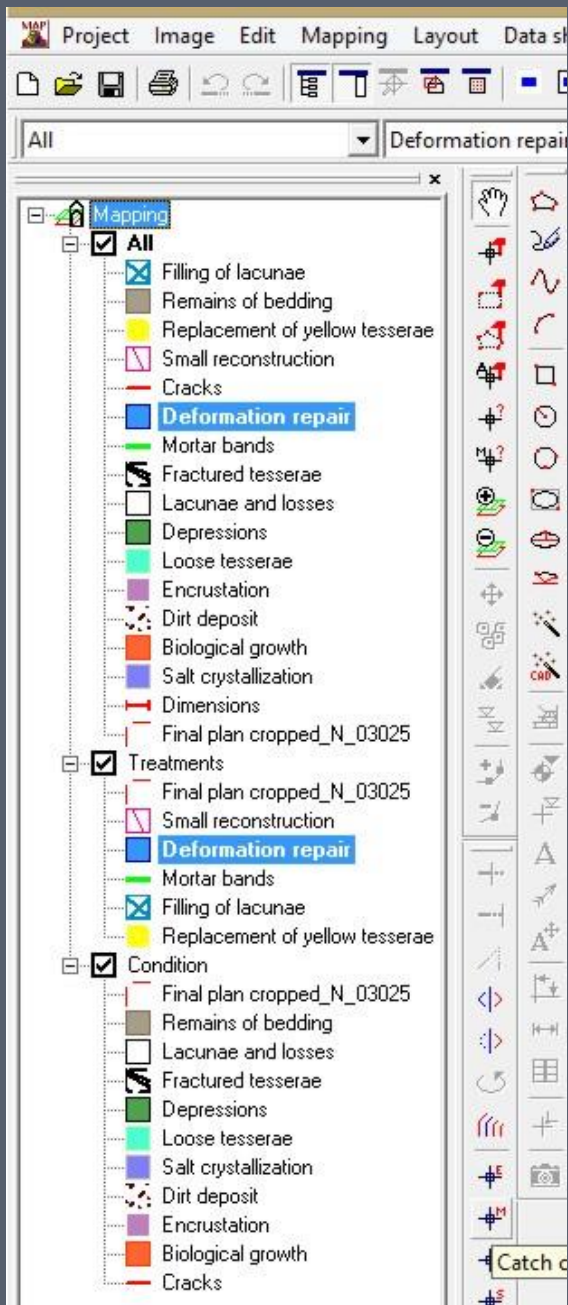 MAP
Project Image Edit Mapping Layout Data sh
All Deformation repair
Mapping
All
Filling of lacunae
Remains of bedding
Replacement of yellow tesserae
Small reconstruction
Cracks
Deformation repair
Mortar bands
Fractured tesserae
Lacunae and losses
Depressions
Loose tesserae
Encrustation
Dirt deposit
Biological growth
Salt crystallization
Dimensions
Final plan cropped_N_03025
Treatments
Final plan cropped_N_03025
Small reconstruction
Deformation repair
Mortar bands
Filling of lacunae
Replacement of yellow tesserae
Condition
Final plan cropped_N_03025
Remains of bedding
Lacunae and losses
Fractured tesserae
Depressions
Loose tesserae
Salt crystallization
Dirt deposit
Encrustation
Biological growth
Cracks
A
M
CAD
A
A
E
M
Catch c
S